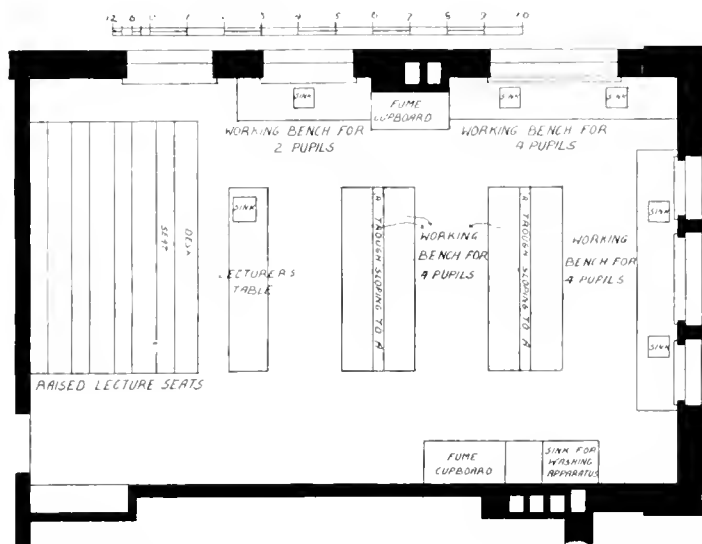 12 6 0 1 2 3 4 5 6 7 8 9 10
SINK
SINK
SINK
FUME
CUPBOARD
WORKING BENCH FOR
2 PUPILS
WORKING BENCH FOR
4 PUPILS
SINK
SINK
DESK
SEAT
LECTURERS
TABLE
A TROUGH SLOPING TO A
WORKING
BENCH FOR
4 PUPILS
A TROUGH SLOPING TO A
WORKING
BENCH FOR
4 PUPILS
SINK
RAISED LECTURE SEATS
FUME
CUPBOARD
SINK FOR
WASHING
APPARATUS